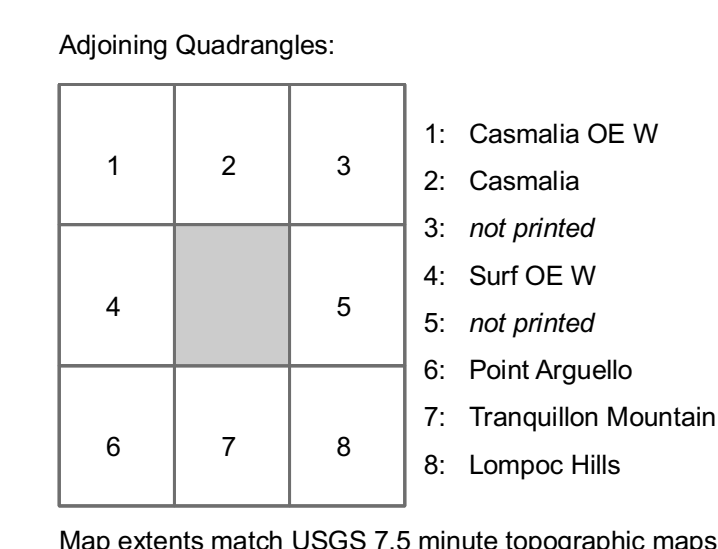 Adjoining Quadrangles:
1 2 3
4 5
6 7 8
1: Casmalia OE W
2: Casmalia
3: not printed
4: Surf OE W
5: not printed
6: Point Arguello
7: Tranquillon Mountain
8: Lompoc Hills
Map extents match USGS 7.5 minute topographic maps